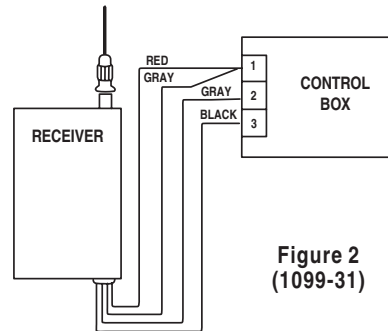 RED
GRAY
GRAY
BLACK
1
2
3
CONTROL
BOX
RECEIVER
Figure 2
(1099-31)